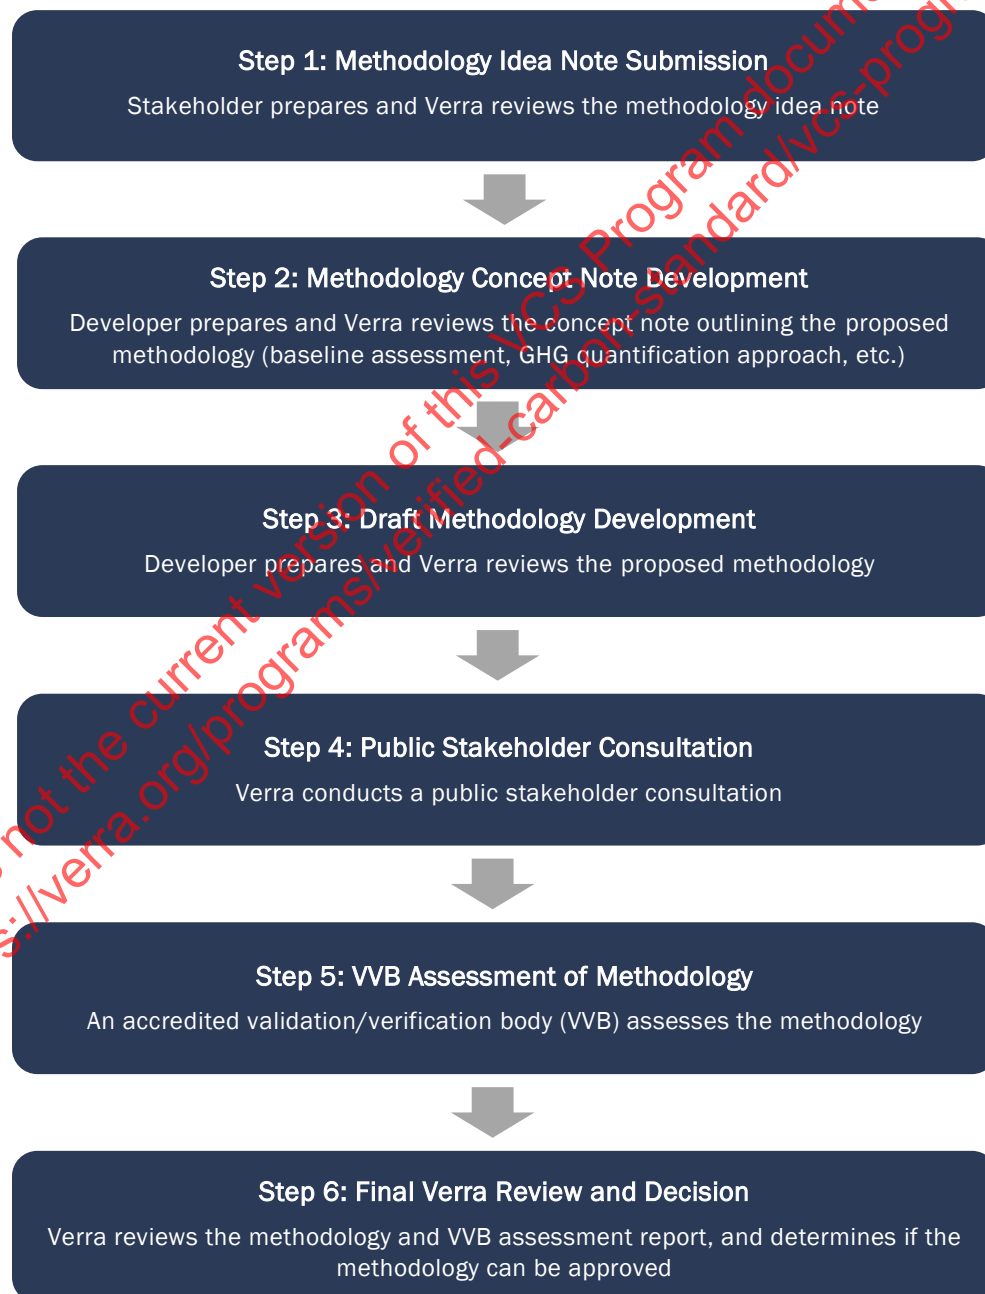 Step 1: Methodology Idea Note Submission
Stakeholder prepares and Verra reviews the methodology idea note
Step 2: Methodology Concept Note Development
Developer prepares and Verra reviews the concept note outlining the proposed
methodology (baseline assessment, GHG quantification approach, etc.)
Step 3: Draft Methodology Development
Developer prepares and Verra reviews the proposed methodology
Step 4: Public Stakeholder Consultation
Verra conducts a public stakeholder consultation
Step 5: VVB Assessment of Methodology
An accredited validation/verification body (VVB) assesses the methodology
Step 6: Final Verra Review and Decision
Verra reviews the methodology and VVB assessment report, and determines if the
methodology can be approved
not the current version of this VCS Program docum
s://verra.org/programs/verified-carbon-standard/vcs-progr